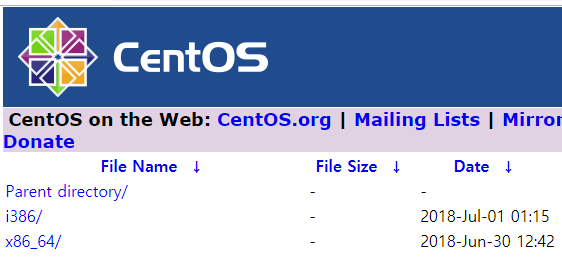 CentOS
CentOS on the Web: CentOS.org | Mailing Lists | Mirror
Donate
File Name ↓ File Size ↓ Date ↓
Parent directory/ - -
i386/ - 2018-Jul-01 01:15
x86_64/ - 2018-Jun-30 12:42